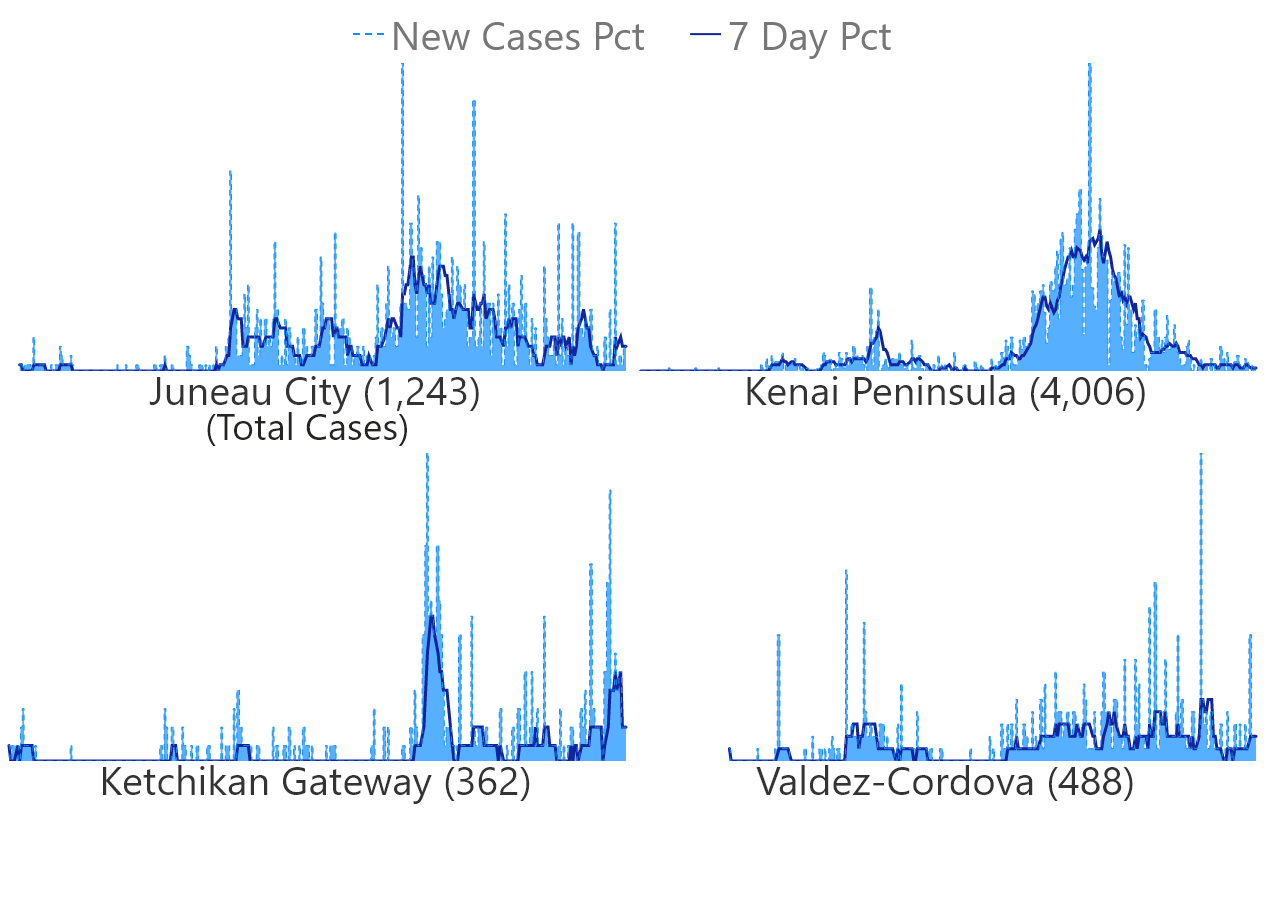 New Cases Pct 7 Day Pct
Juneau City (1,243) Kenai Peninsula (4,006)
(Total Cases)
Ketchikan Gateway (362) Valdez-Cordova (488)